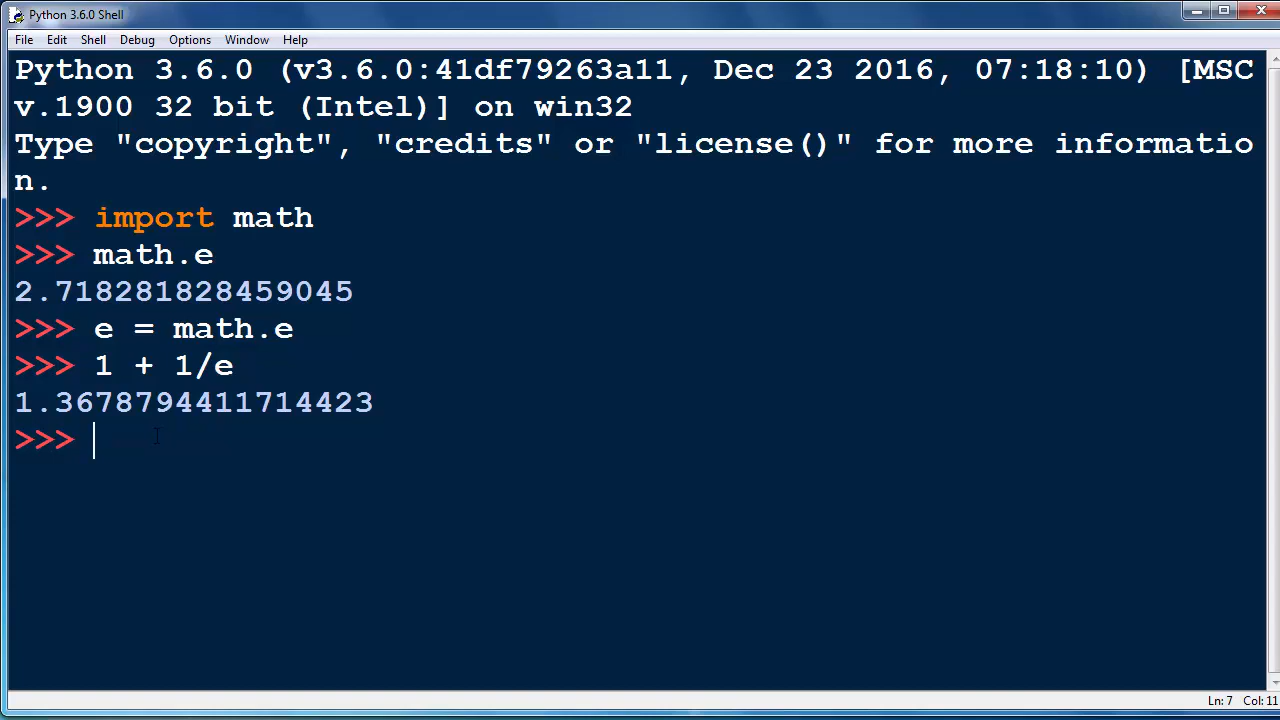 Python 3.6.0 Shell
File Edit Shell Debug Options Window Help
Python 3.6.0 (v3.6.0:41df79263a11, Dec 23 2016, 07:18:10) [MSC
v.1900 32 bit (Intel)] on win32
Type "copyright", "credits" or "license()" for more informatio
n.
>>> import math
>>> math.e
2.718281828459045
>>> e = math.e
>>> 1 + 1/e
1.3678794411714423
>>>
Ln: 7 Col: 11